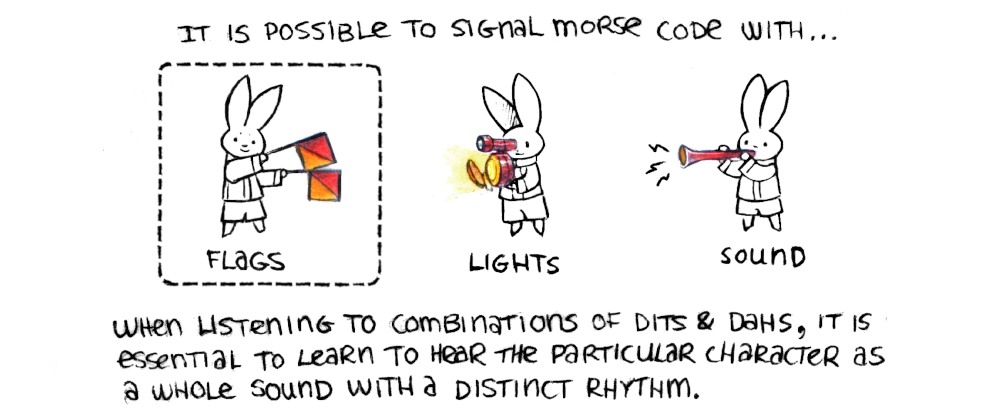 IT IS POSSIBLE TO SIGNAL MORSE CODE WITH...
FLAGS
LIGHTS
SOUND
WHEN LISTENING TO COMBINATIONS OF DITS & DAHS, IT IS
ESSENTIAL TO LEARN TO HEAR THE PARTICULAR CHARACTER AS
A WHOLE SOUND WITH A DISTINCT RHYTHM.